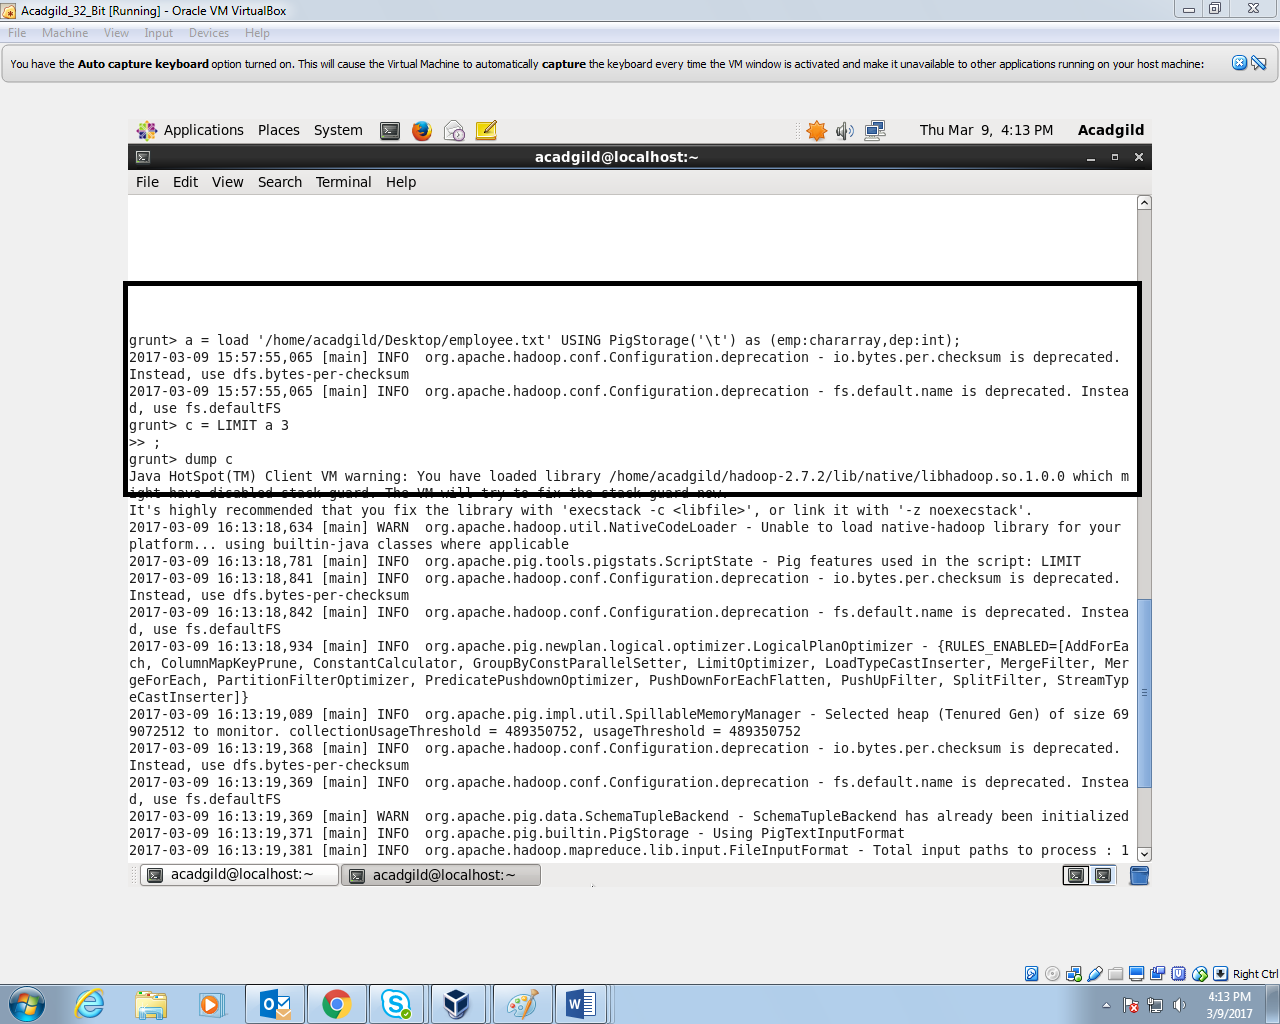 Acadgild_32_Bit [Running] - Oracle VM VirtualBox
File Machine View Input Devices Help
You have the Auto capture keyboard option turned on. This will cause the Virtual Machine to automatically capture the keyboard every time the VM window is activated and make it unavailable to other applications running on your host machine:
Applications Places System Thu Mar 9, 4:13 PM Acadgild
acadgild@localhost:~
File Edit View Search Terminal Help
grunt> a = load '/home/acadgild/Desktop/employee.txt' USING PigStorage('\t') as (emp:chararray,dep:int);
2017-03-09 15:57:55,065 [main] INFO  org.apache.hadoop.conf.Configuration.deprecation - io.bytes.per.checksum is deprecated.
Instead, use dfs.bytes-per-checksum
2017-03-09 15:57:55,065 [main] INFO  org.apache.hadoop.conf.Configuration.deprecation - fs.default.name is deprecated. Instea
d, use fs.defaultFS
grunt> c = LIMIT a 3
>> ;
grunt> dump c
Java HotSpot(TM) Client VM warning: You have loaded library /home/acadgild/hadoop-2.7.2/lib/native/libhadoop.so.1.0.0 which m
ight have disabled stack guard. The VM will try to fix the stack guard now.
It's highly recommended that you fix the library with 'execstack -c <libfile>', or link it with '-z noexecstack'.
2017-03-09 16:13:18,634 [main] WARN  org.apache.hadoop.util.NativeCodeLoader - Unable to load native-hadoop library for your
platform... using builtin-java classes where applicable
2017-03-09 16:13:18,781 [main] INFO  org.apache.pig.tools.pigstats.ScriptState - Pig features used in the script: LIMIT
2017-03-09 16:13:18,841 [main] INFO  org.apache.hadoop.conf.Configuration.deprecation - io.bytes.per.checksum is deprecated.
Instead, use dfs.bytes-per-checksum
2017-03-09 16:13:18,842 [main] INFO  org.apache.hadoop.conf.Configuration.deprecation - fs.default.name is deprecated. Instea
d, use fs.defaultFS
2017-03-09 16:13:18,934 [main] INFO  org.apache.pig.newplan.logical.optimizer.LogicalPlanOptimizer - {RULES_ENABLED=[AddForEa
ch, ColumnMapKeyPrune, ConstantCalculator, GroupByConstParallelSetter, LimitOptimizer, LoadTypeCastInserter, MergeFilter, Mer
geForEach, PartitionFilterOptimizer, PredicatePushdownOptimizer, PushDownForEachFlatten, PushUpFilter, SplitFilter, StreamTyp
eCastInserter]}
2017-03-09 16:13:19,089 [main] INFO  org.apache.pig.impl.util.SpillableMemoryManager - Selected heap (Tenured Gen) of size 69
9072512 to monitor. collectionUsageThreshold = 489350752, usageThreshold = 489350752
2017-03-09 16:13:19,368 [main] INFO  org.apache.hadoop.conf.Configuration.deprecation - io.bytes.per.checksum is deprecated.
Instead, use dfs.bytes-per-checksum
2017-03-09 16:13:19,369 [main] INFO  org.apache.hadoop.conf.Configuration.deprecation - fs.default.name is deprecated. Instea
d, use fs.defaultFS
2017-03-09 16:13:19,369 [main] WARN  org.apache.pig.data.SchemaTupleBackend - SchemaTupleBackend has already been initialized
2017-03-09 16:13:19,371 [main] INFO  org.apache.pig.builtin.PigStorage - Using PigTextInputFormat
2017-03-09 16:13:19,381 [main] INFO  org.apache.hadoop.mapreduce.lib.input.FileInputFormat - Total input paths to process : 1
acadgild@localhost:~ acadgild@localhost:~
Right Ctrl
4:13 PM
3/9/2017